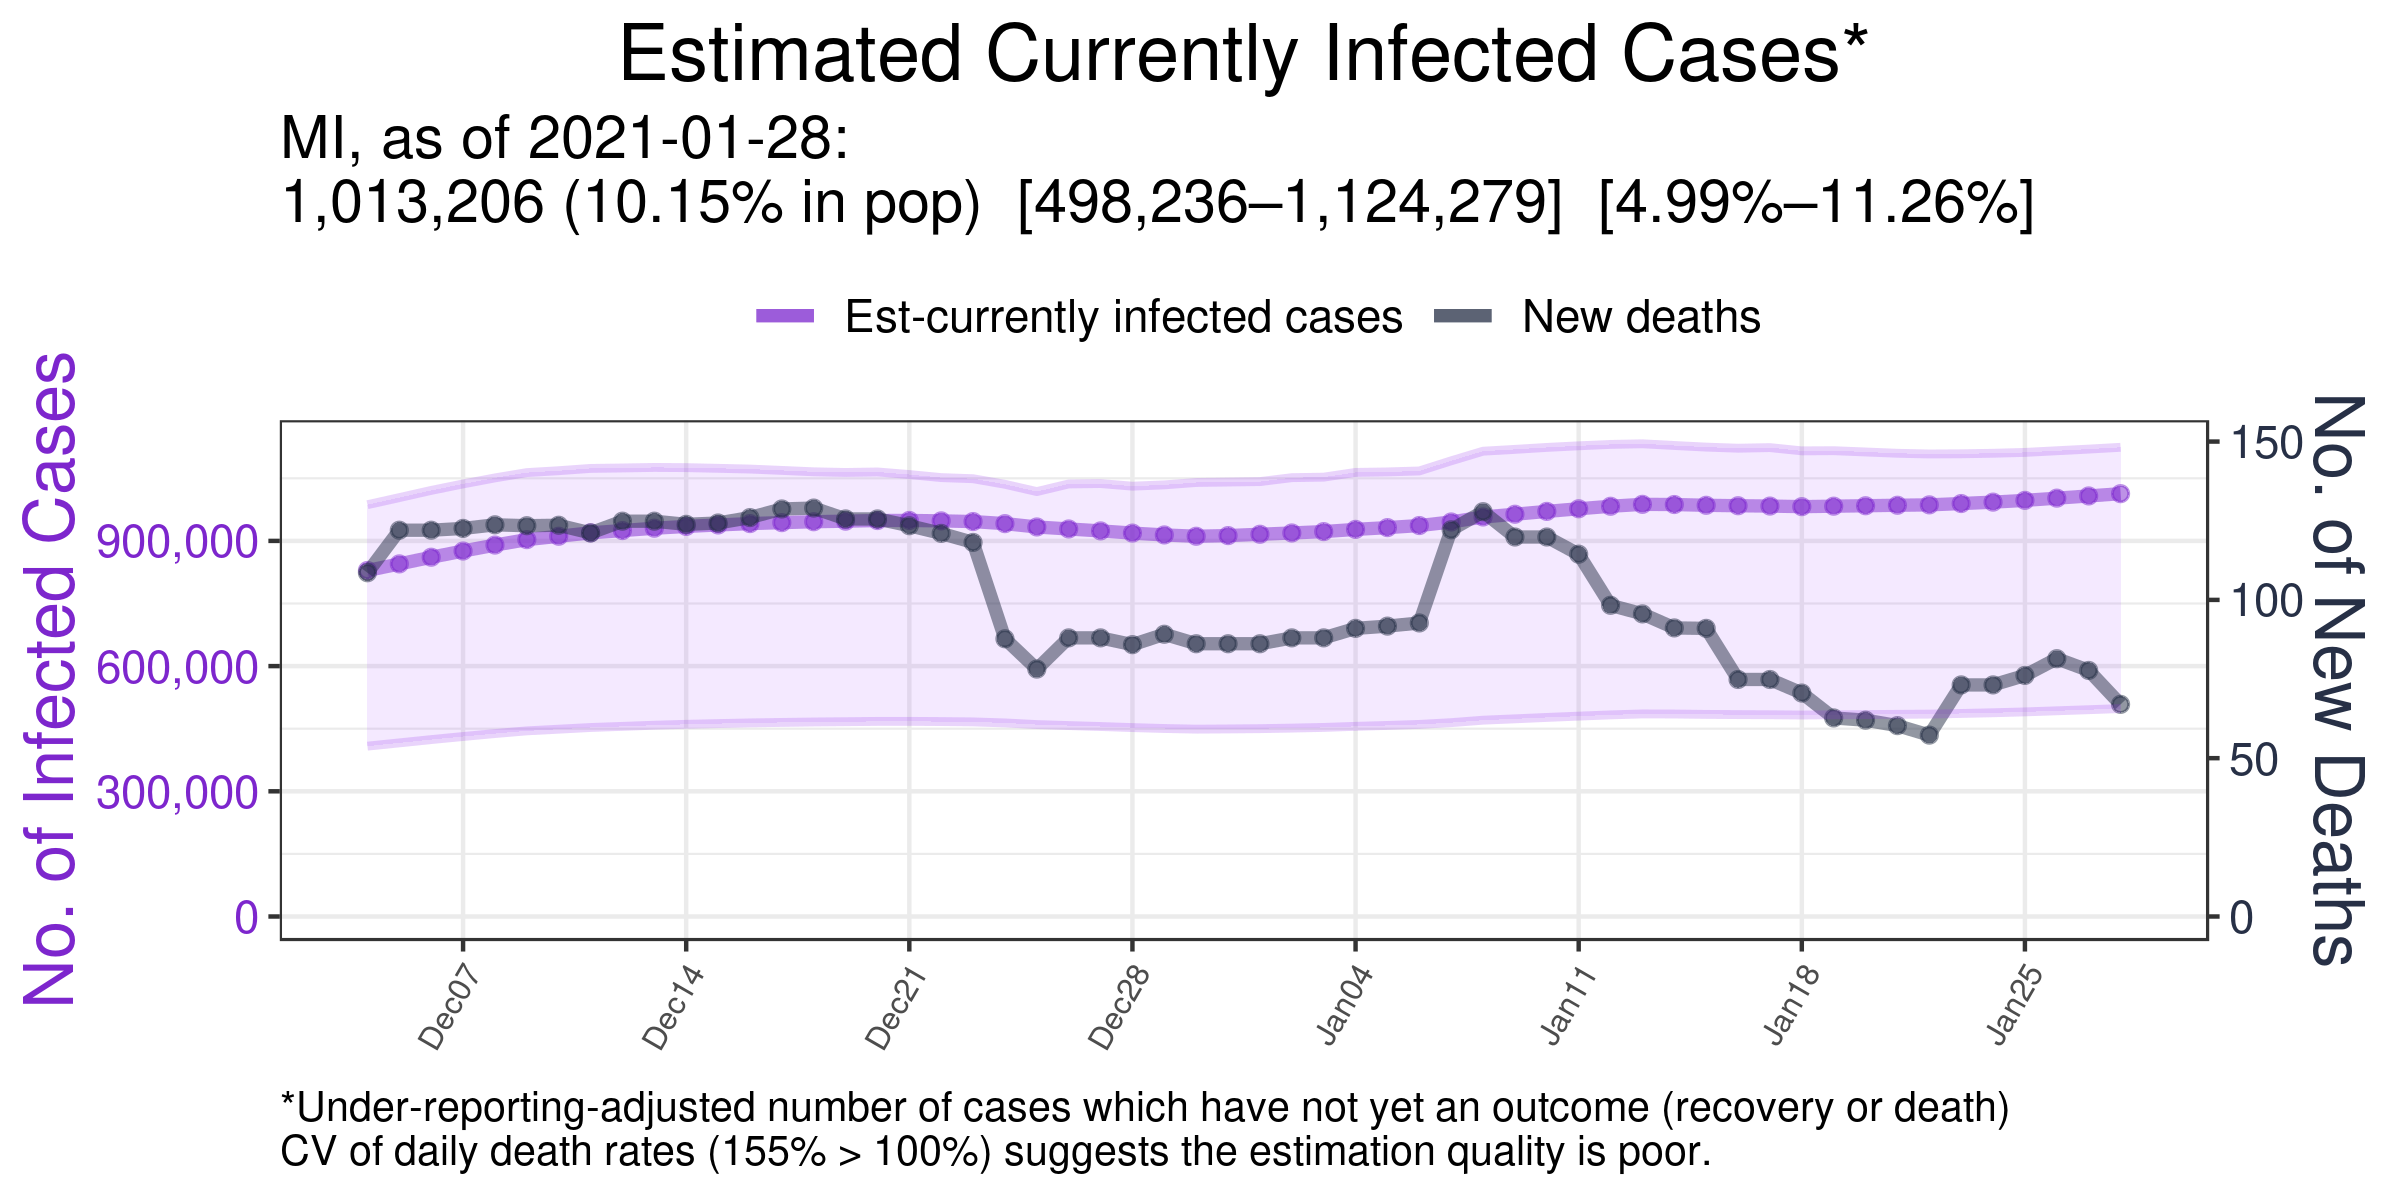 Estimated Currently Infected Cases*
MI, as of 2021-01-28:
1,013,206 (10.15% in pop)  [498,236–1,124,279]  [4.99%–11.26%]
Est-currently infected cases
New deaths
No. of Infected Cases
900,000
600,000
300,000
0
150
100
50
0
No. of New Deaths
Dec07
Dec14
Dec21
Dec28
Jan04
Jan11
Jan18
Jan25
*Under-reporting-adjusted number of cases which have not yet an outcome (recovery or death)
CV of daily death rates (155% > 100%) suggests the estimation quality is poor.